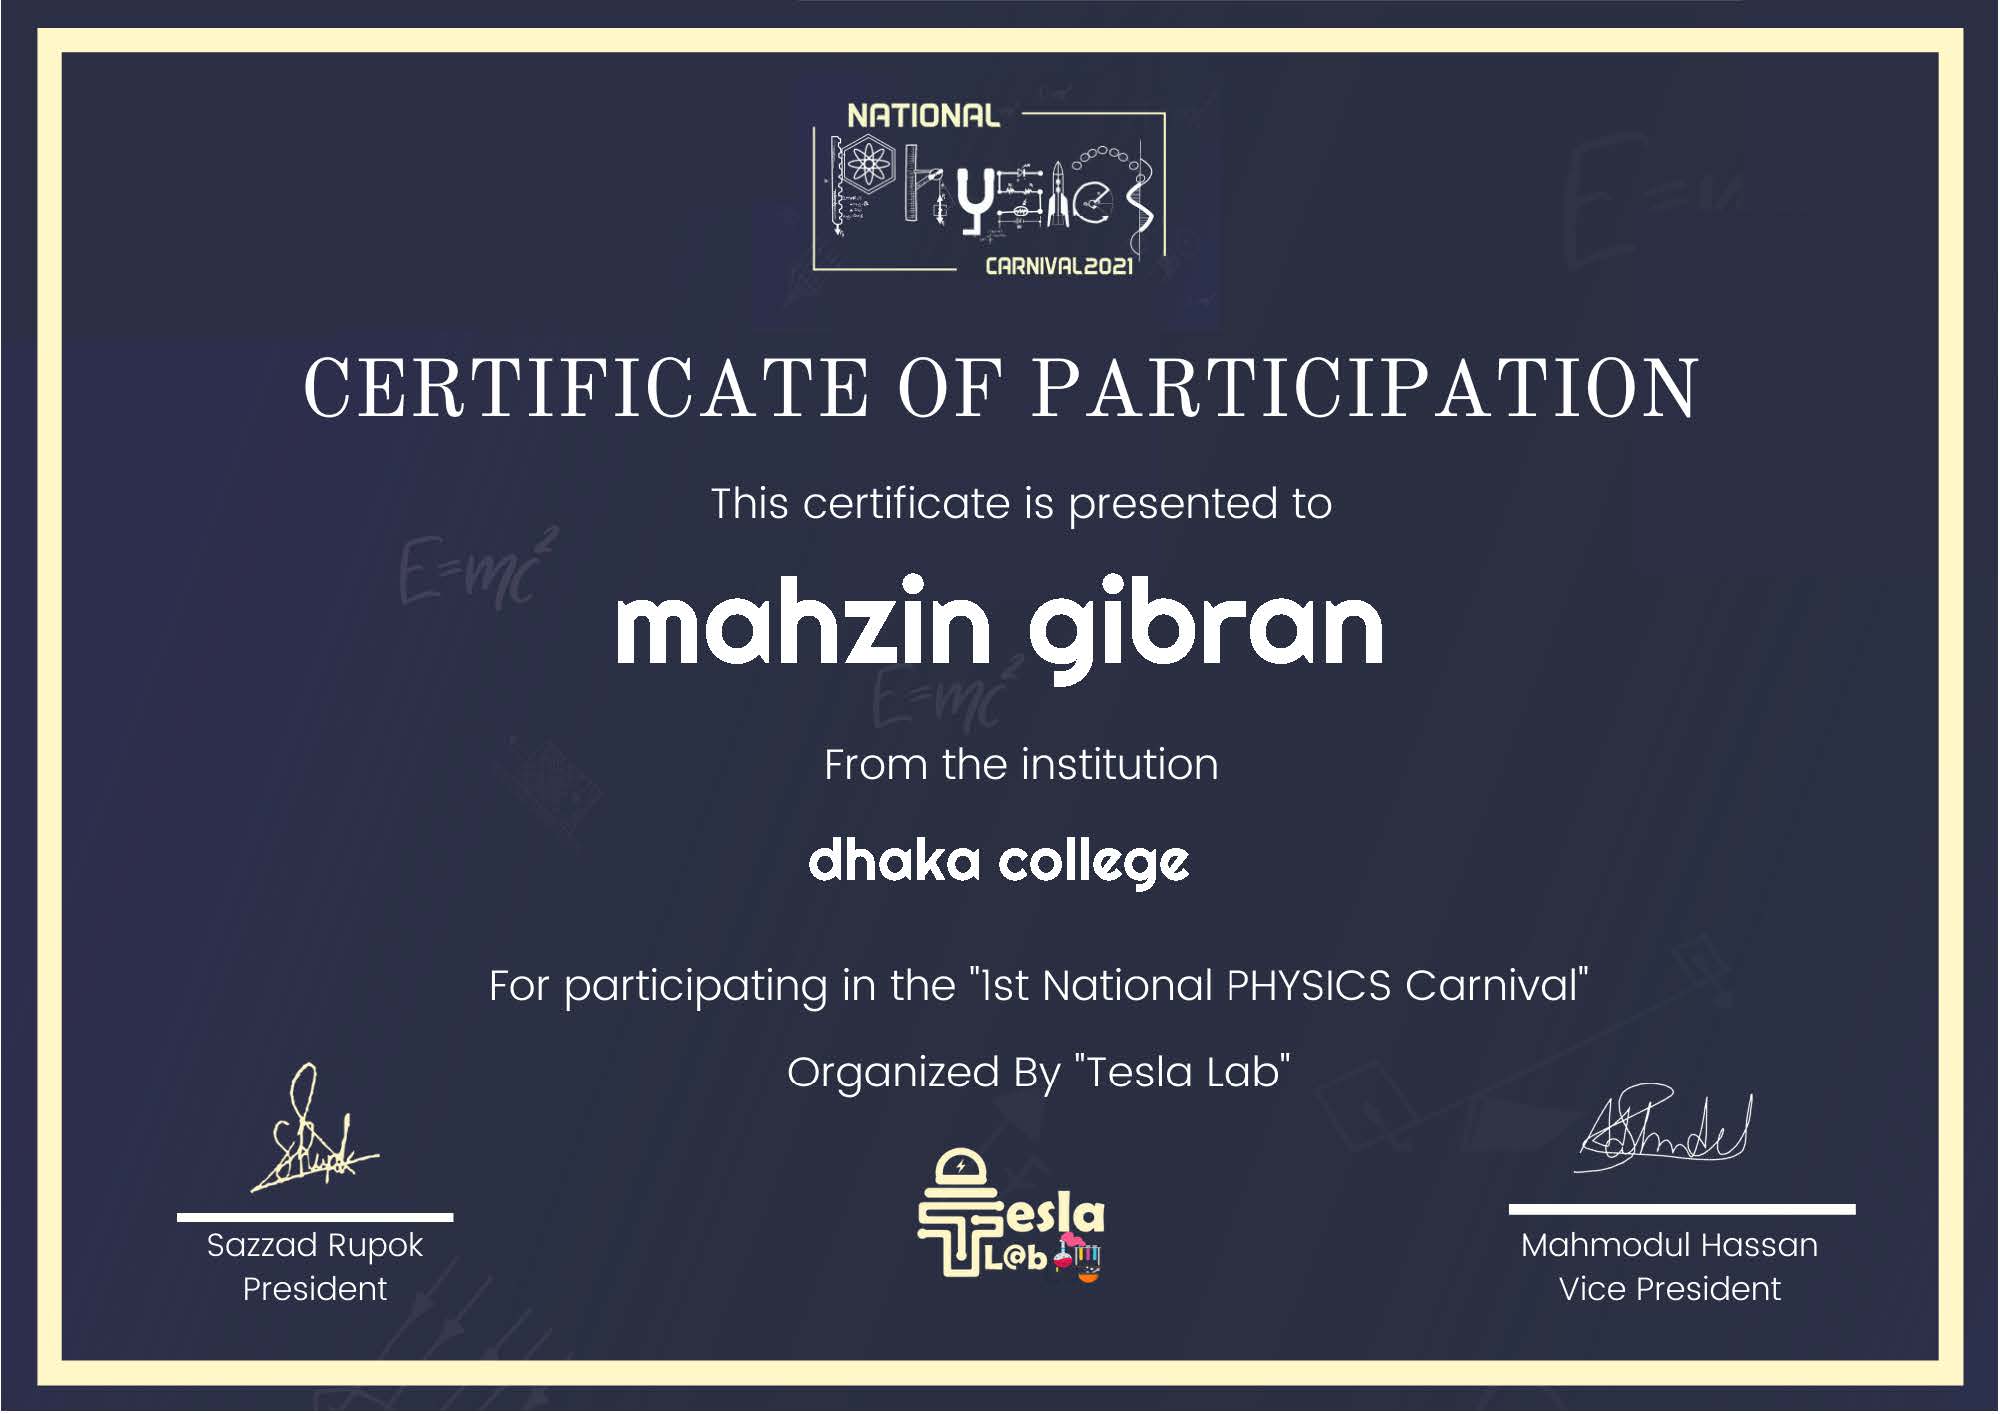 NATIONAL
Physics
CARNIVAL2021
E=m
CERTIFICATE OF PARTICIPATION
This certificate is presented to
E=mc²
mahzin gibran
E=mc²
From the institution
dhaka college
For participating in the "1st National PHYSICS Carnival"
Organized By "Tesla Lab"
Tesla
L@b
Sazzad Rupok
President
Mahmodul Hassan
Vice President